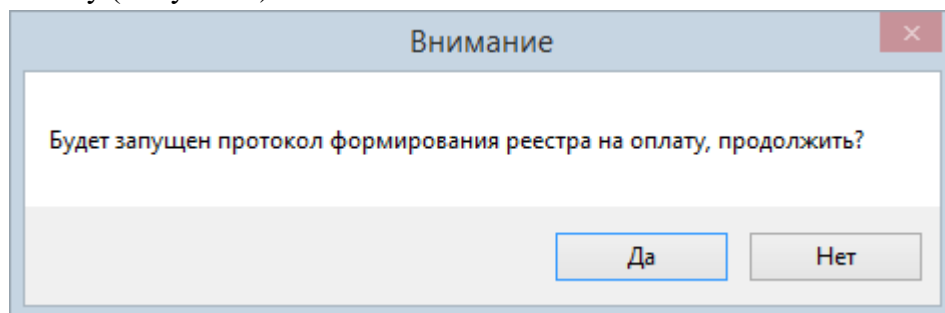 Внимание
Будет запущен протокол формирования реестра на оплату, продолжить?
Да Нет